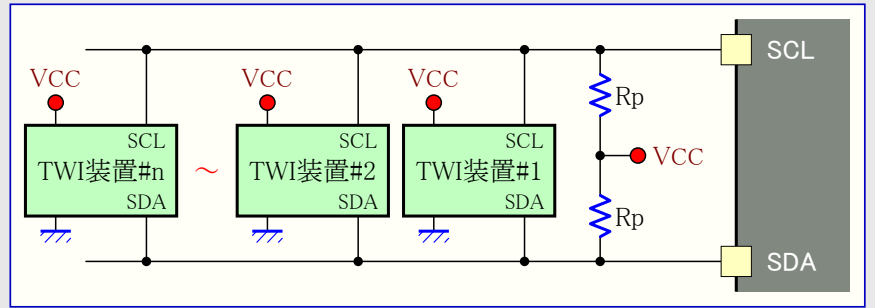 SCL
VCC
VCC
VCC
Rp
SCL
TWI装置#n
SDA
～
SCL
TWI装置#2
SDA
SCL
TWI装置#1
SDA
VCC
Rp
SDA